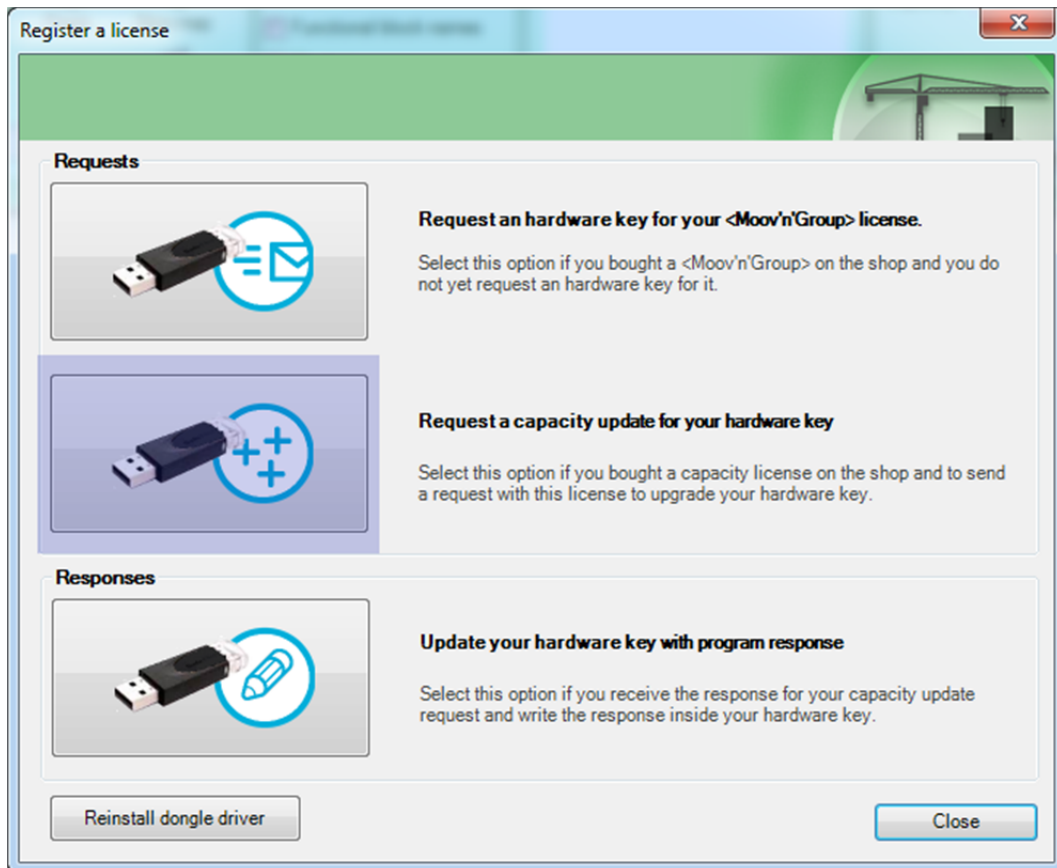 Register a license
Functional block names
Requests
Request an hardware key for your <Moov'n'Group> license.
Select this option if you bought a <Moov'n'Group> on the shop and you do
not yet request an hardware key for it.
Request a capacity update for your hardware key
Select this option if you bought a capacity license on the shop and to send
a request with this license to upgrade your hardware key.
Responses
Update your hardware key with program response
Select this option if you receive the response for your capacity update
request and write the response inside your hardware key.
Reinstall dongle driver
Close